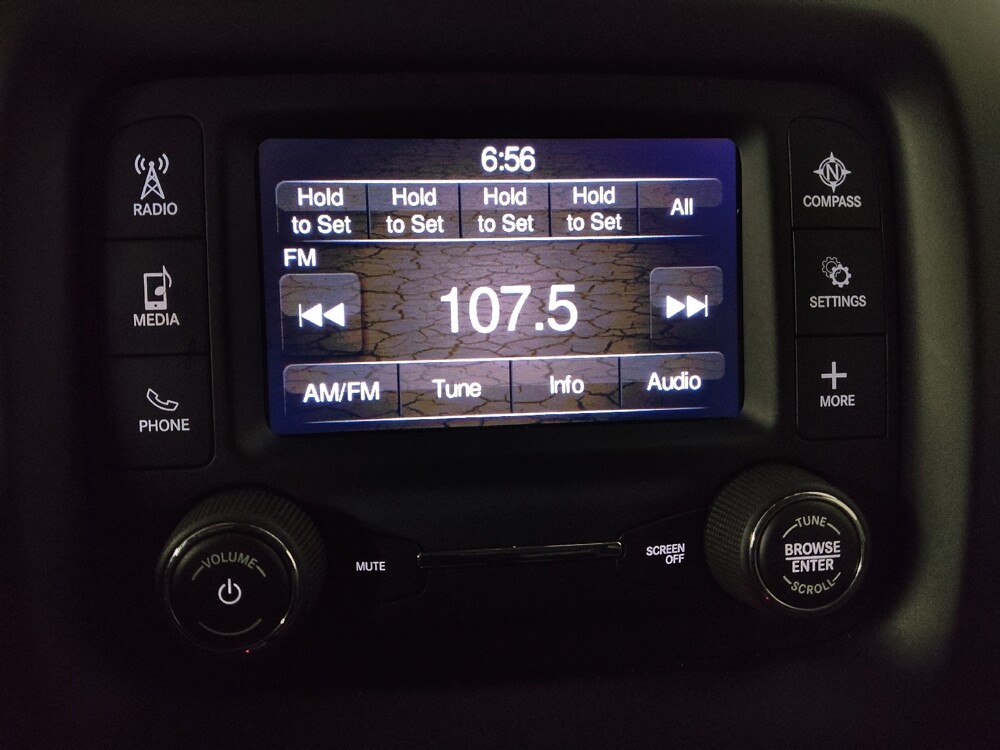 6:56
Hold to Set
Hold to Set
Hold to Set
Hold to Set
All
FM
107.5
AM/FM
Tune
Info
Audio
RADIO
MEDIA
PHONE
N
COMPASS
SETTINGS
MORE
VOLUME
MUTE
SCREEN
OFF
TUNE
BROWSE
ENTER
SCROLL